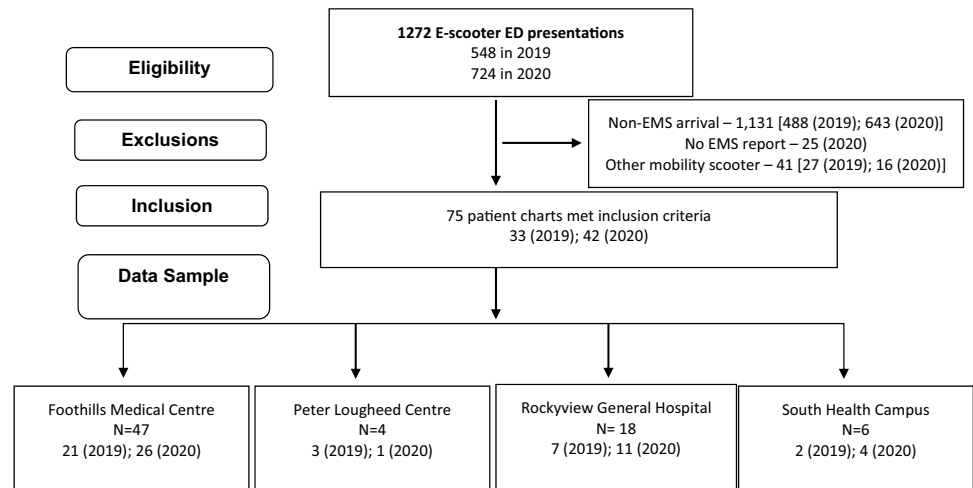 1272 E-scooter ED presentations
548 in 2019
724 in 2020
Eligibility
Non-EMS arrival – 1,131 [488 (2019); 643 (2020)]
No EMS report – 25 (2020)
Other mobility scooter – 41 [27 (2019); 16 (2020)]
Exclusions
Inclusion
75 patient charts met inclusion criteria
33 (2019); 42 (2020)
Data Sample
Foothills Medical Centre
N=47
21 (2019); 26 (2020)
Peter Lougheed Centre
N=4
3 (2019); 1 (2020)
Rockyview General Hospital
N= 18
7 (2019); 11 (2020)
South Health Campus
N=6
2 (2019); 4 (2020)